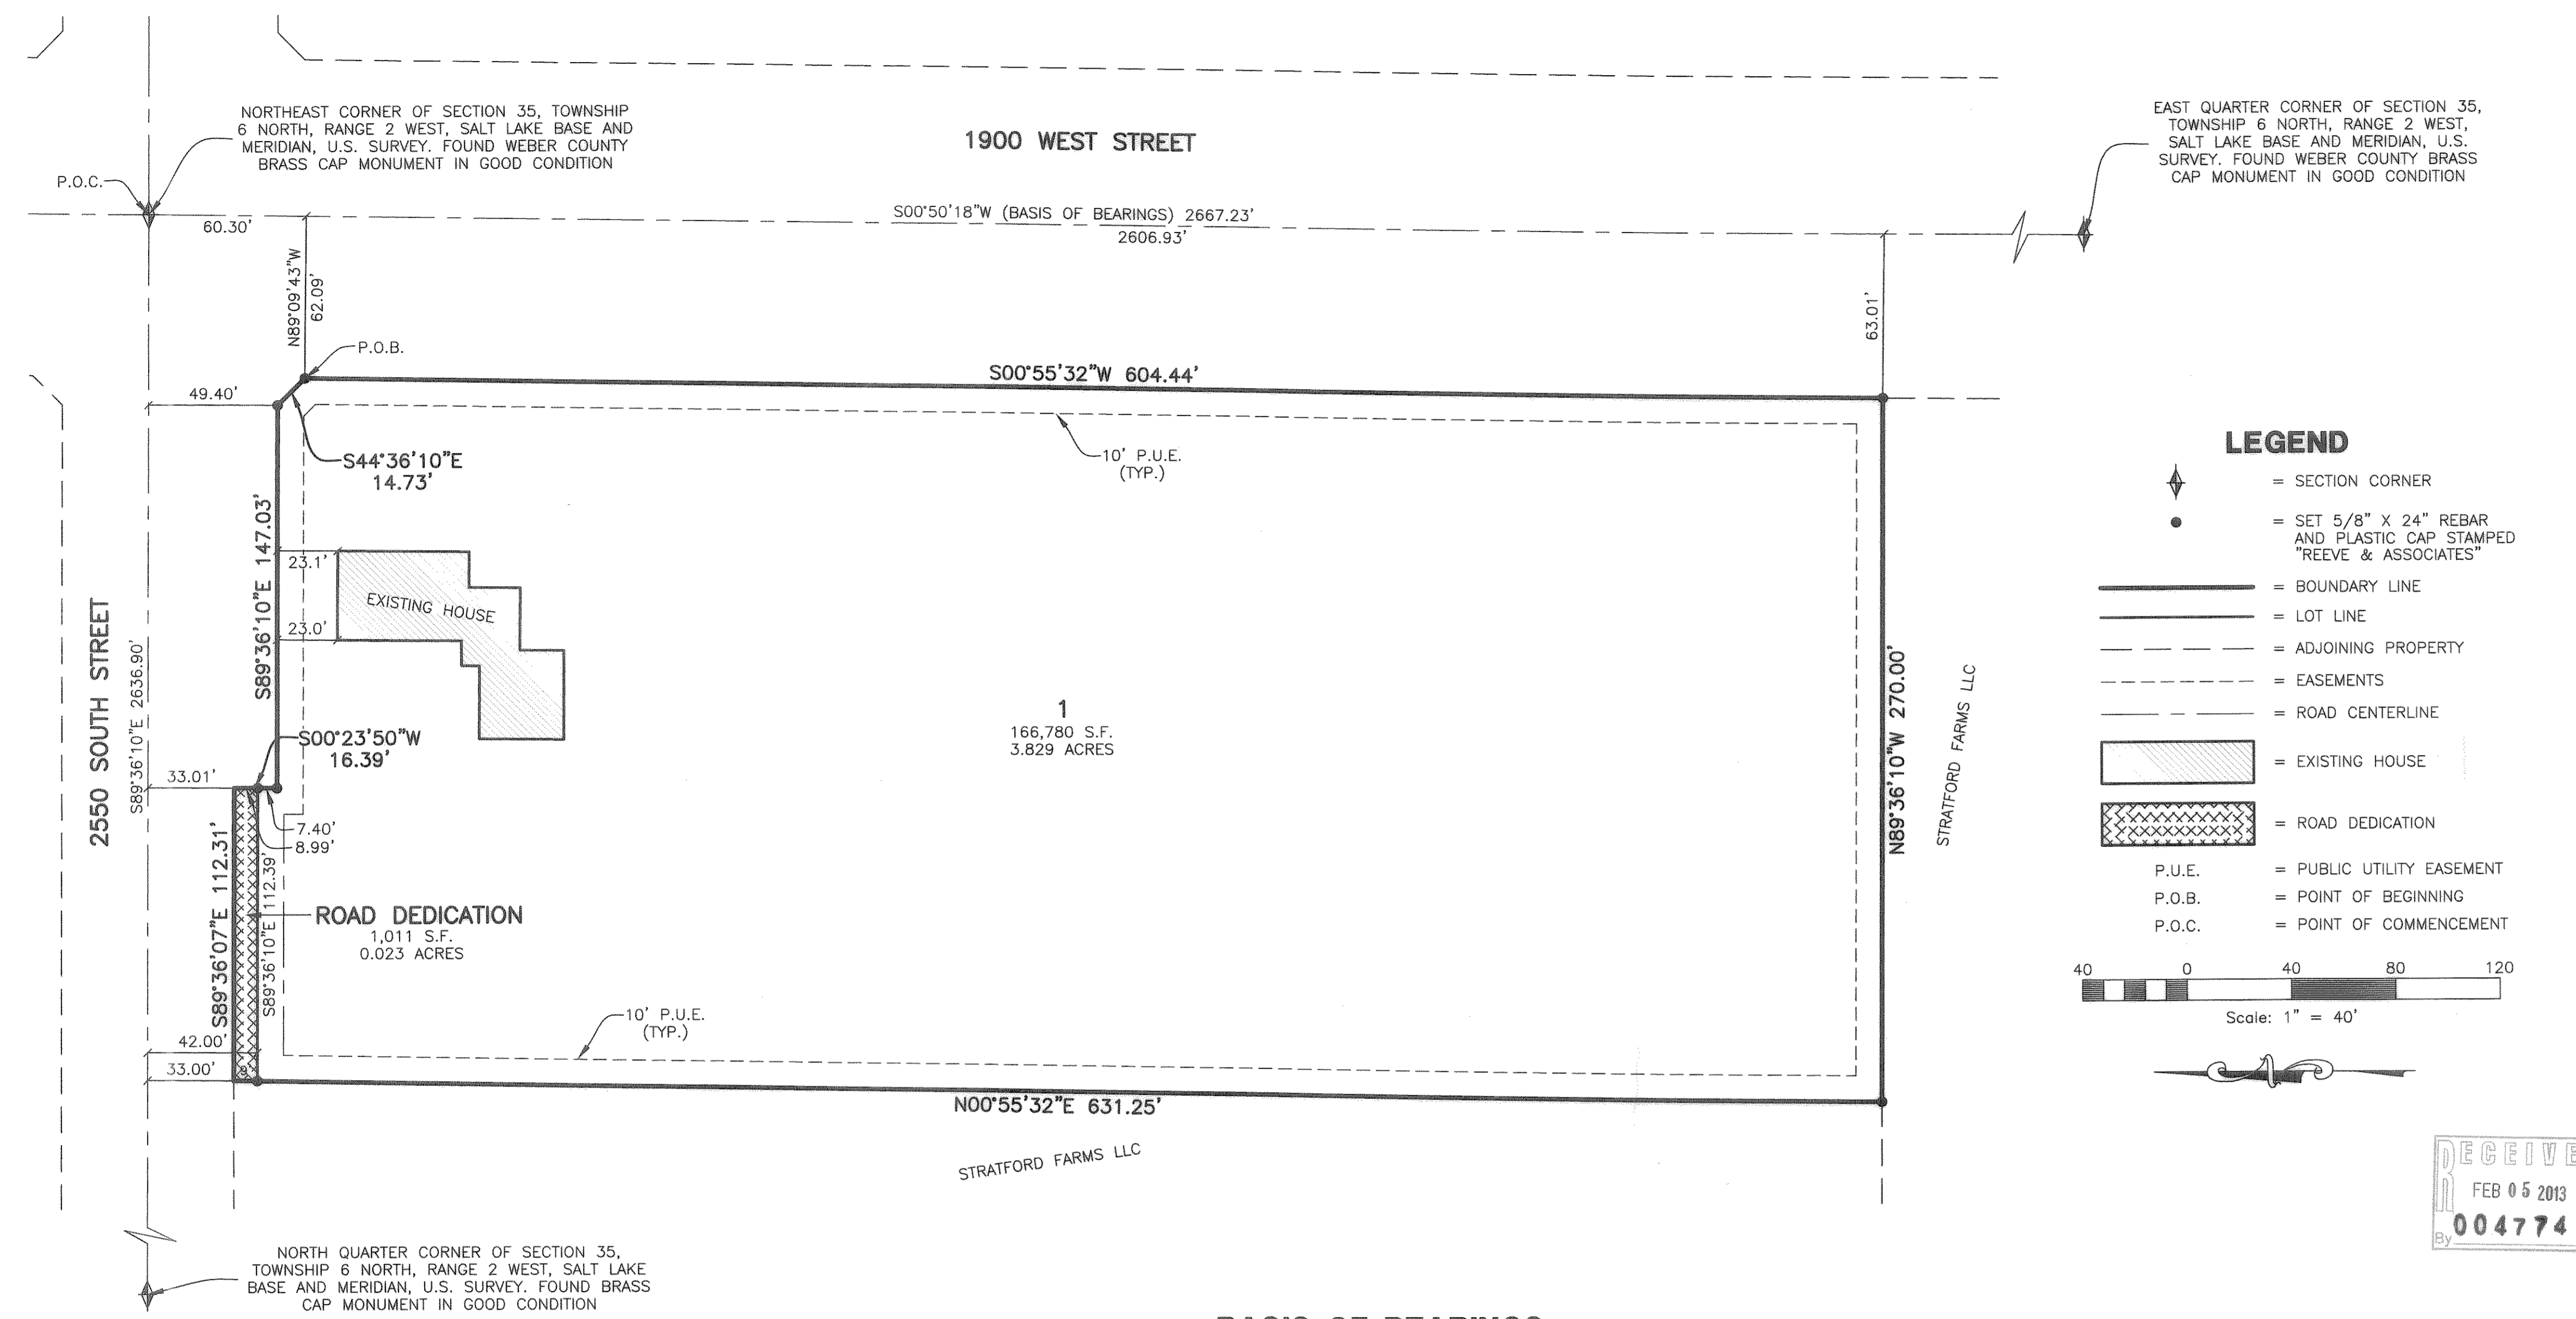 NORTHEAST CORNER OF SECTION 35, TOWNSHIP
6 NORTH, RANGE 2 WEST, SALT LAKE BASE AND
MERIDIAN, U.S. SURVEY. FOUND WEBER COUNTY
BRASS CAP MONUMENT IN GOOD CONDITION
P.O.C.
1900 WEST STREET
EAST QUARTER CORNER OF SECTION 35,
TOWNSHIP 6 NORTH, RANGE 2 WEST,
SALT LAKE BASE AND MERIDIAN, U.S.
SURVEY. FOUND WEBER COUNTY BRASS
CAP MONUMENT IN GOOD CONDITION
60.30'
S00°50'18"W (BASIS OF BEARINGS) 2667.23'
2606.93'
N89°09'43"W
62.09'
63.01'
P.O.B.
S00°55'32"W 604.44'
49.40'
S44°36'10"E
14.73'
10' P.U.E.
(TYP.)
S89°36'10"E 147.03'
23.1'
EXISTING HOUSE
23.0'
2550 SOUTH STREET
S89°36'10"E 2636.90'
S00°23'50"W
16.39'
33.01'
7.40'
8.99'
1
166,780 S.F.
3.829 ACRES
N89°36'10"W 270.00'
STRATFORD FARMS LLC
S89°36'07"E 112.31'
S89°36'10"E 112.39'
ROAD DEDICATION
1,011 S.F.
0.023 ACRES
10' P.U.E.
(TYP.)
42.00'
33.00'
9
N00°55'32"E 631.25'
STRATFORD FARMS LLC
NORTH QUARTER CORNER OF SECTION 35,
TOWNSHIP 6 NORTH, RANGE 2 WEST, SALT LAKE
BASE AND MERIDIAN, U.S. SURVEY. FOUND BRASS
CAP MONUMENT IN GOOD CONDITION
LEGEND
= SECTION CORNER
= SET 5/8" X 24" REBAR
AND PLASTIC CAP STAMPED
"REEVE & ASSOCIATES"
= BOUNDARY LINE
= LOT LINE
= ADJOINING PROPERTY
= EASEMENTS
= ROAD CENTERLINE
= EXISTING HOUSE
= ROAD DEDICATION
P.U.E. = PUBLIC UTILITY EASEMENT
P.O.B. = POINT OF BEGINNING
P.O.C. = POINT OF COMMENCEMENT
40 0 40 80 120
Scale: 1" = 40'
RECEIVE
FEB 05 2013
By 004774
BASIS OF BEARINGS